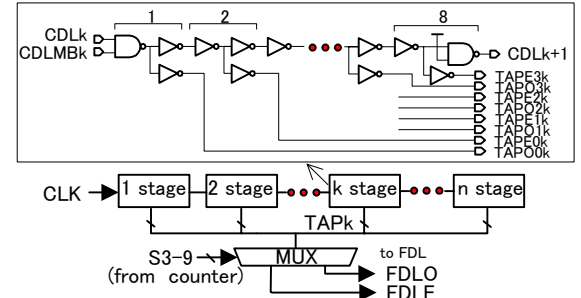 1 2 8
CDLk
CDLMBk
CDLk+1
TAPE3k
TAPO3k
TAPE2k
TAPO2k
TAPE1k
TAPO1k
TAPE0k
TAPO0k
CLK 1 stage 2 stage k stage n stage
TAPk
S3-9 MUX to FDL
(from counter) FDLO
FDLE